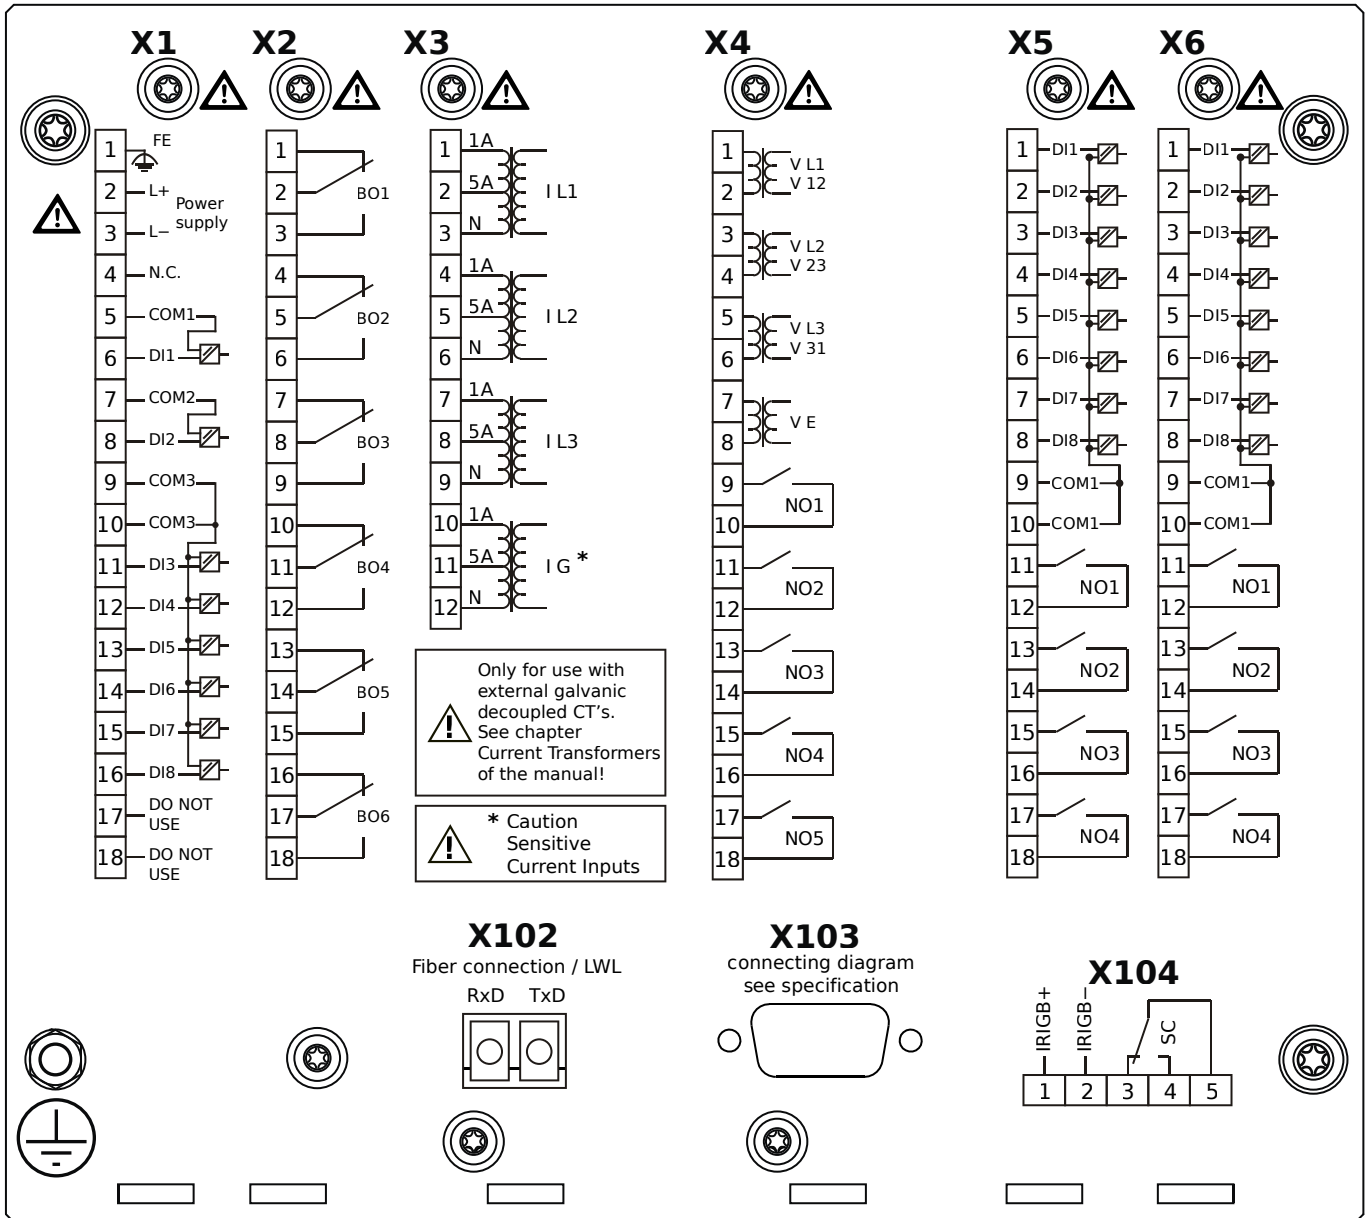 X1
X2
X3
X4
X5
X6
1 FE
2 L+
Power
supply
3 L−
4 N.C.
5 COM1
6 DI1
7 COM2
8 DI2
9 COM3
10 COM3
11 DI3
12 DI4
13 DI5
14 DI6
15 DI7
16 DI8
17 DO NOT
USE
18 DO NOT
USE
1
2 BO1
3
4
5 BO2
6
7
8 BO3
9
10
11 BO4
12
13
14 BO5
15
16
17 BO6
18
1 1A
2 5A I L1
3 N
4 1A
5 5A I L2
6 N
7 1A
8 5A I L3
9 N
10 1A
11 5A I G *
12 N
Only for use with
external galvanic
decoupled CT's.
See chapter
Current Transformers
of the manual!
* Caution
Sensitive
Current Inputs
1
V L1
V 12
2
3
V L2
V 23
4
5
V L3
V 31
6
7
V E
8
9
NO1
10
11
NO2
12
13
NO3
14
15
NO4
16
17
NO5
18
1 DI1
2 DI2
3 DI3
4 DI4
5 DI5
6 DI6
7 DI7
8 DI8
9 COM1
10 COM1
11
NO1
12
13
NO2
14
15
NO3
16
17
NO4
18
1 DI1
2 DI2
3 DI3
4 DI4
5 DI5
6 DI6
7 DI7
8 DI8
9 COM1
10 COM1
11
NO1
12
13
NO2
14
15
NO3
16
17
NO4
18
X102
Fiber connection / LWL
RxD TxD
X103
connecting diagram
see specification
X104
IRIGB+
IRIGB−
SC
1 2 3 4 5